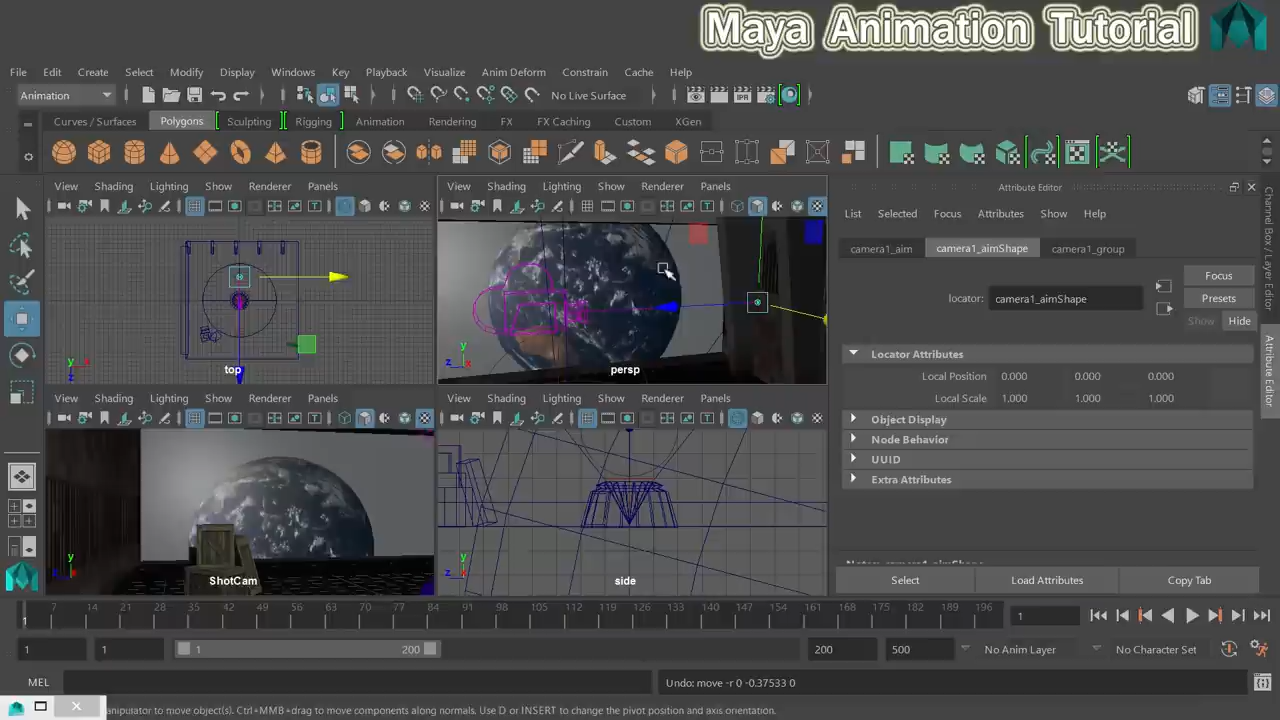 Maya Animation Tutorial
File Edit Create Select Modify Display Windows Key Playback Visualize Anim Deform Constrain Cache Help
Animation No Live Surface
Curves / Surfaces Polygons Sculpting Rigging Animation Rendering FX FX Caching Custom XGen
View Shading Lighting Show Renderer Panels
View Shading Lighting Show Renderer Panels
Attribute Editor
List Selected Focus Attributes Show Help
camera1_aim camera1_aimShape camera1_group
Focus
locator: camera1_aimShape Presets
Show Hide
Locator Attributes
Local Position 0.000 0.000 0.000
Local Scale 1.000 1.000 1.000
Object Display
Node Behavior
UUID
Extra Attributes
y x z
top
y x z
persp
View Shading Lighting Show Renderer Panels
View Shading Lighting Show Renderer Panels
y
ShotCam
y
side
Select Load Attributes Copy Tab
Channel Box / Layer Editor
Attribute Editor
1 7 14 21 28 35 42 49 56 63 70 77 84 91 98 105 112 119 126 133 140 147 154 161 168 175 182 189 196 1
1 1 1 200 200 500 No Anim Layer No Character Set
MEL Undo: move -r 0 -0.37533 0
manipulator to move object(s). Ctrl+MMB+drag to move components along normals. Use D or INSERT to change the pivot position and axis orientation.